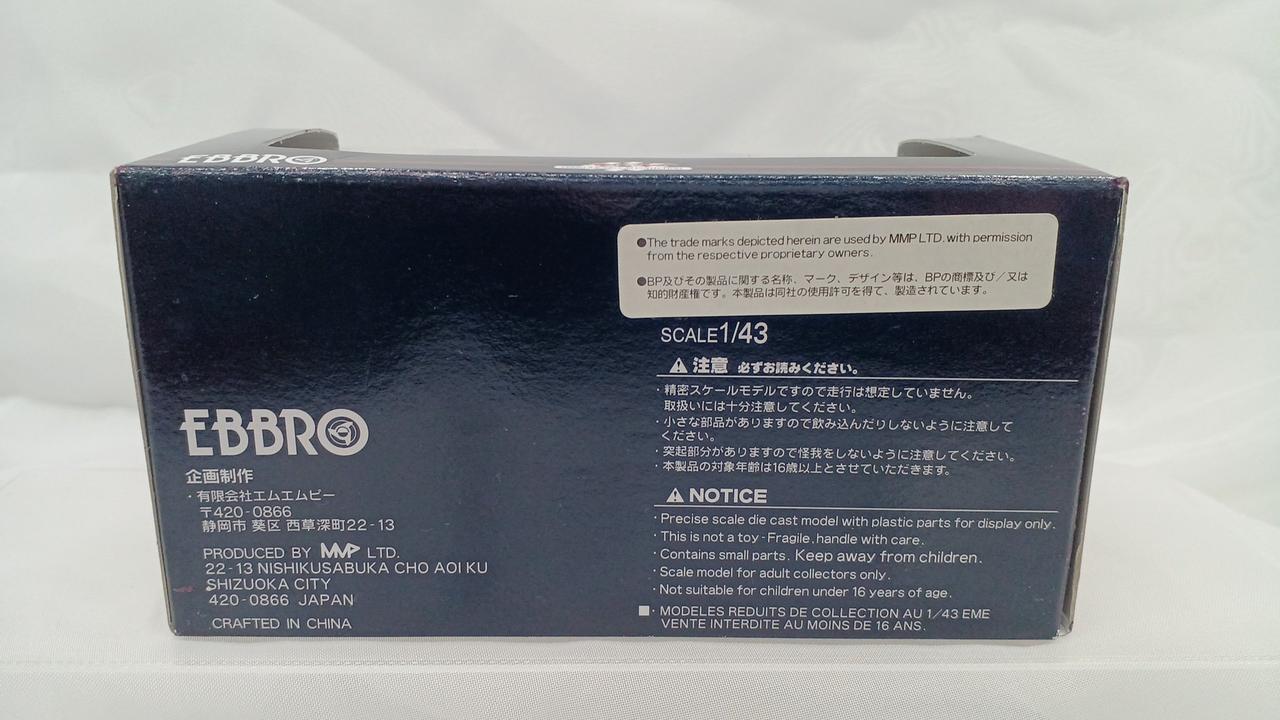 EBBRO
●The trade marks depicted herein are used by MMP LTD. with permission
from the respective proprietary owners.
●BP及びその製品に関する名称、マーク、デザイン等は、BPの商標及び/又は
知的財産権です。本製品は同社の使用許可を得て、製造されています。
SCALE1/43
注意 必ずお読みください。
・精密スケールモデルですので走行は想定していません。
取扱いには十分注意してください。
・小さな部品がありますので飲み込んだりしないように注意して
ください。
・突起部分がありますので怪我をしないように注意してください。
・本製品の対象年齢は16歳以上とさせていただきます。
NOTICE
・Precise scale die cast model with plastic parts for display only.
・This is not a toy - Fragile, handle with care.
・Contains small parts. Keep away from children.
・Scale model for adult collectors only.
・Not suitable for children under 16 years of age.
■・MODELES REDUITS DE COLLECTION AU 1/43 EME
VENTE INTERDITE AU MOINS DE 16 ANS.
EBBRO
企画制作
・有限会社エムエムピー
〒420-0866
静岡市 葵区 西草深町22-13
PRODUCED BY MMP LTD.
22-13 NISHIKUSABUKA CHO AOI KU
SHIZUOKA CITY
420-0866 JAPAN
CRAFTED IN CHINA